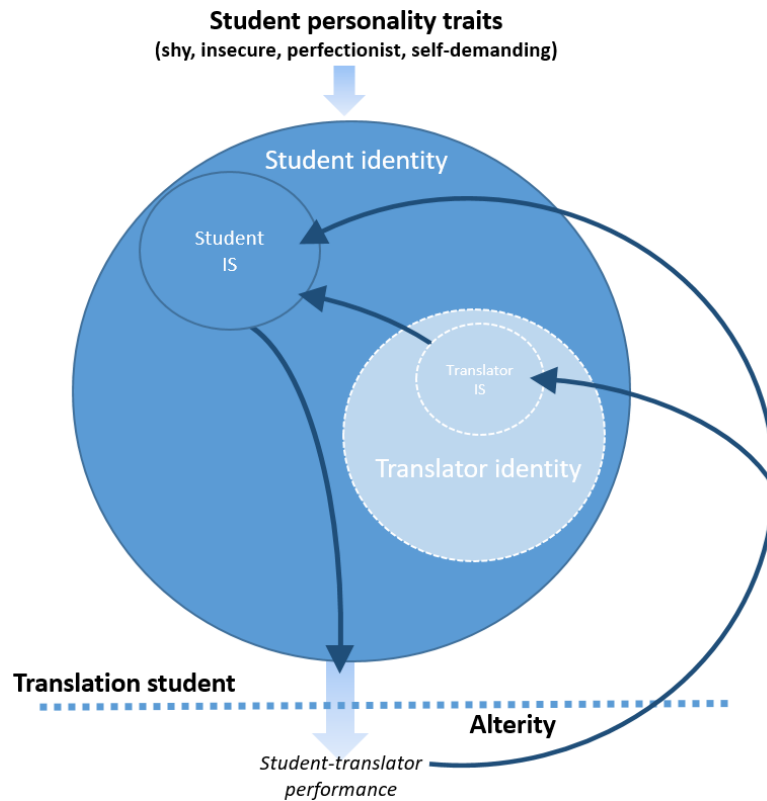 Student personality traits
(shy, insecure, perfectionist, self-demanding)
Student identity
Student
IS
Translator
IS
Translator identity
Translation student
Alterity
Student-translator
performance